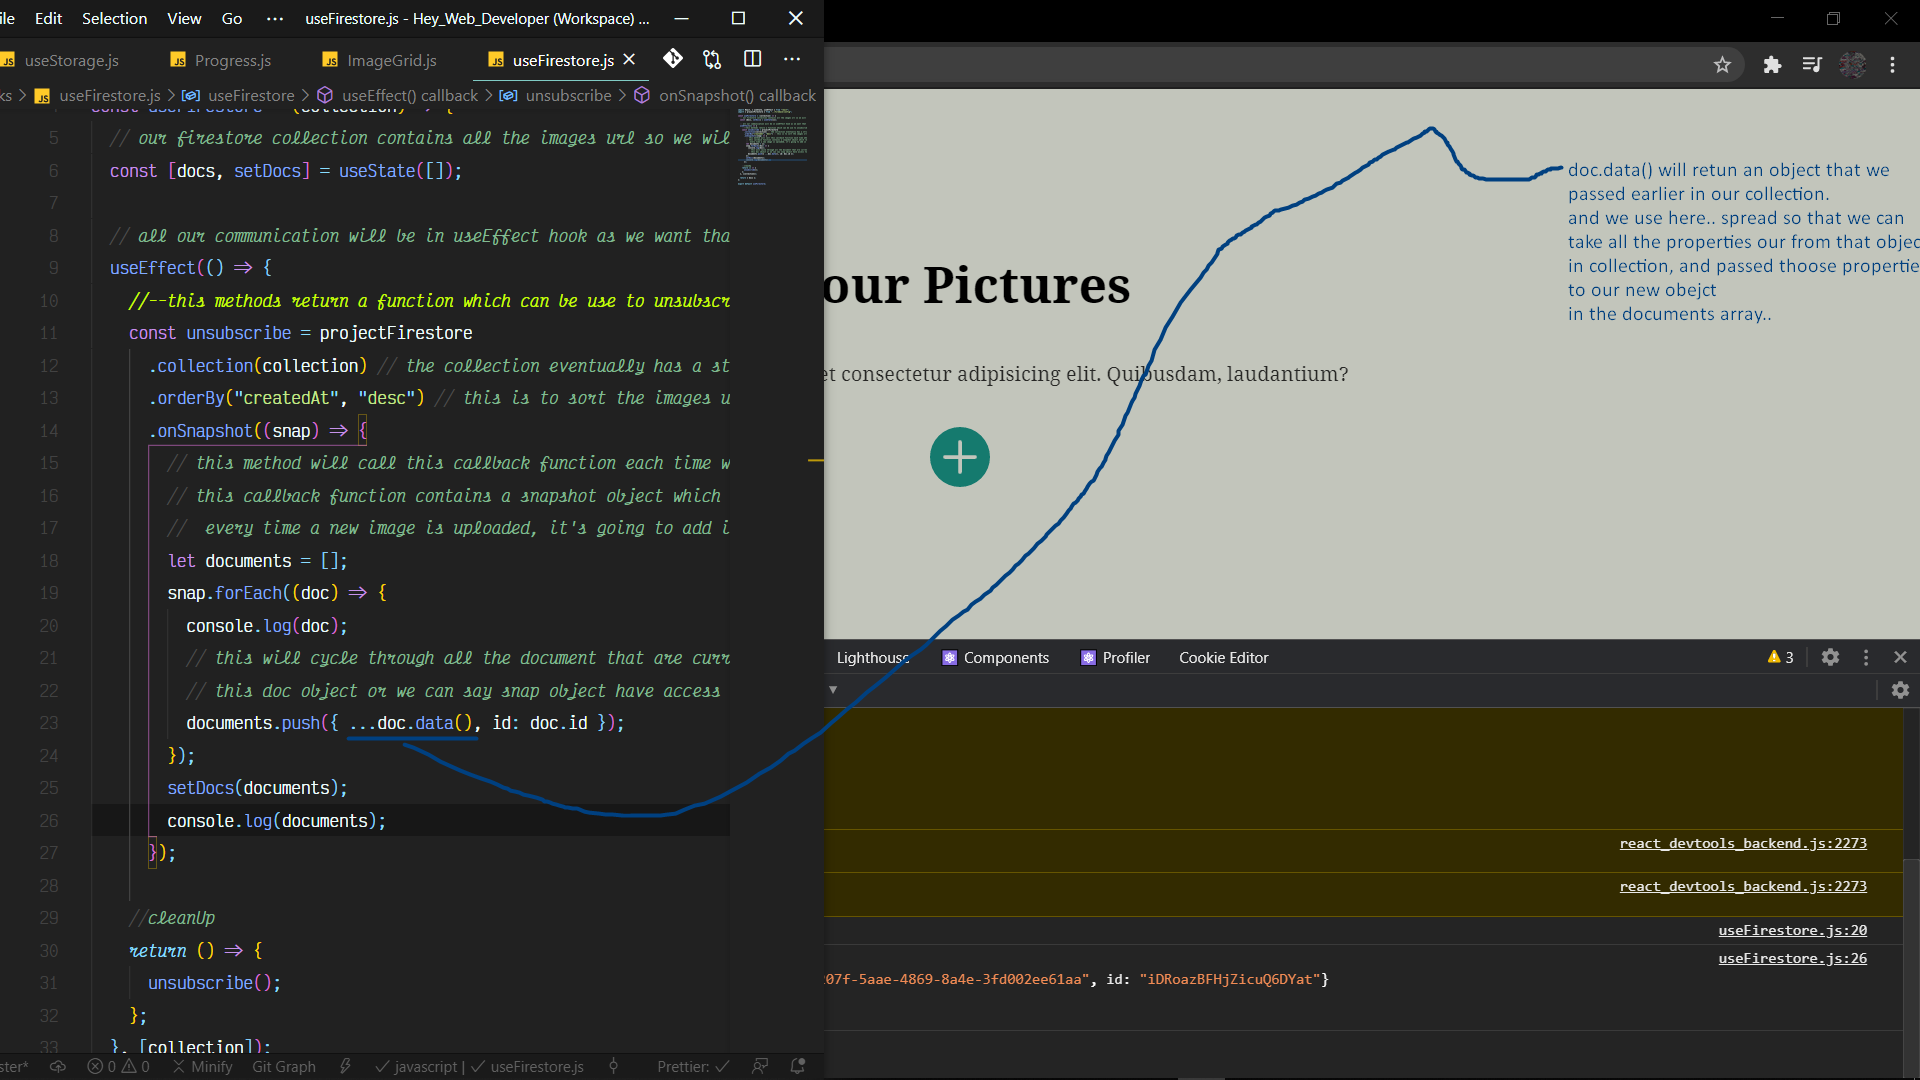 ile Edit Selection View Go ··· useFirestore.js - Hey_Web_Developer (Workspace) ...
JS useStorage.js JS Progress.js JS ImageGrid.js JS useFirestore.js
ks > JS useFirestore.js > useFirestore > useEffect() callback > unsubscribe > onSnapshot() callback
5 // our firestore collection contains all the images url so we wil
6 const [docs, setDocs] = useState([]);
7
8 // all our communication will be in useEffect hook as we want tha
9 useEffect(() => {
10 //--this methods return a function which can be use to unsubscr
11 const unsubscribe = projectFirestore
12 .collection(collection) // the collection eventually has a st
13 .orderBy("createdAt", "desc") // this is to sort the images u
14 .onSnapshot((snap) => {
15 // this method will call this callback function each time w
16 // this callback function contains a snapshot object which
17 // every time a new image is uploaded, it's going to add i
18 let documents = [];
19 snap.forEach((doc) => {
20 console.log(doc);
21 // this will cycle through all the document that are curr
22 // this doc object or we can say snap object have access
23 documents.push({ ...doc.data(), id: doc.id });
24 });
25 setDocs(documents);
26 console.log(documents);
27 });
28
29 //cleanUp
30 return () => {
31 unsubscribe();
32 };
33 }, [collection]);
ster* 0 0 Minify Git Graph javascript | useFirestore.js Prettier:
doc.data() will retun an object that we
passed earlier in our collection.
and we use here.. spread so that we can
take all the properties our from that objec
in collection, and passed thoose propertie
to our new obejct
in the documents array..
our Pictures
et consectetur adipisicing elit. Quibusdam, laudantium?
Lighthouse Components Profiler Cookie Editor 3
react_devtools_backend.js:2273
react_devtools_backend.js:2273
useFirestore.js:20
useFirestore.js:26
207f-5aae-4869-8a4e-3fd002ee61aa", id: "iDRoazBFHjZicuQ6DYat"}